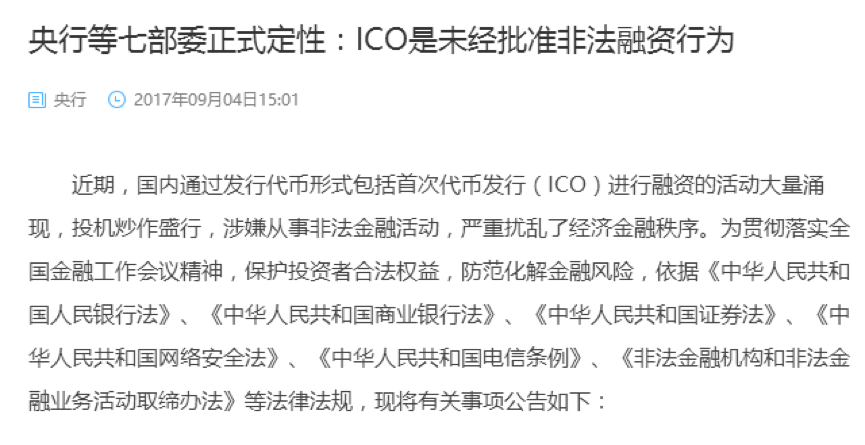 央行等七部委正式定性：ICO是未经批准非法融资行为
央行 2017年09月04日15:01
近期，国内通过发行代币形式包括首次代币发行（ICO）进行融资的活动大量涌
现，投机炒作盛行，涉嫌从事非法金融活动，严重扰乱了经济金融秩序。为贯彻落实全
国金融工作会议精神，保护投资者合法权益，防范化解金融风险，依据《中华人民共和
国人民银行法》、《中华人民共和国商业银行法》、《中华人民共和国证券法》、《中
华人民共和国网络安全法》、《中华人民共和国电信条例》、《非法金融机构和非法金
融业务活动取缔办法》等法律法规，现将有关事项公告如下：